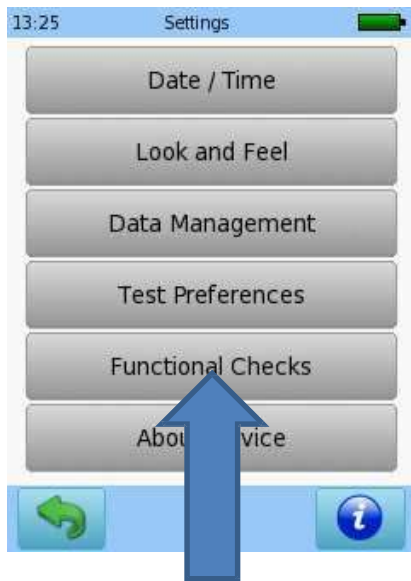 13:25 Settings
Date / Time
Look and Feel
Data Management
Test Preferences
Functional Checks
Abou vice
i